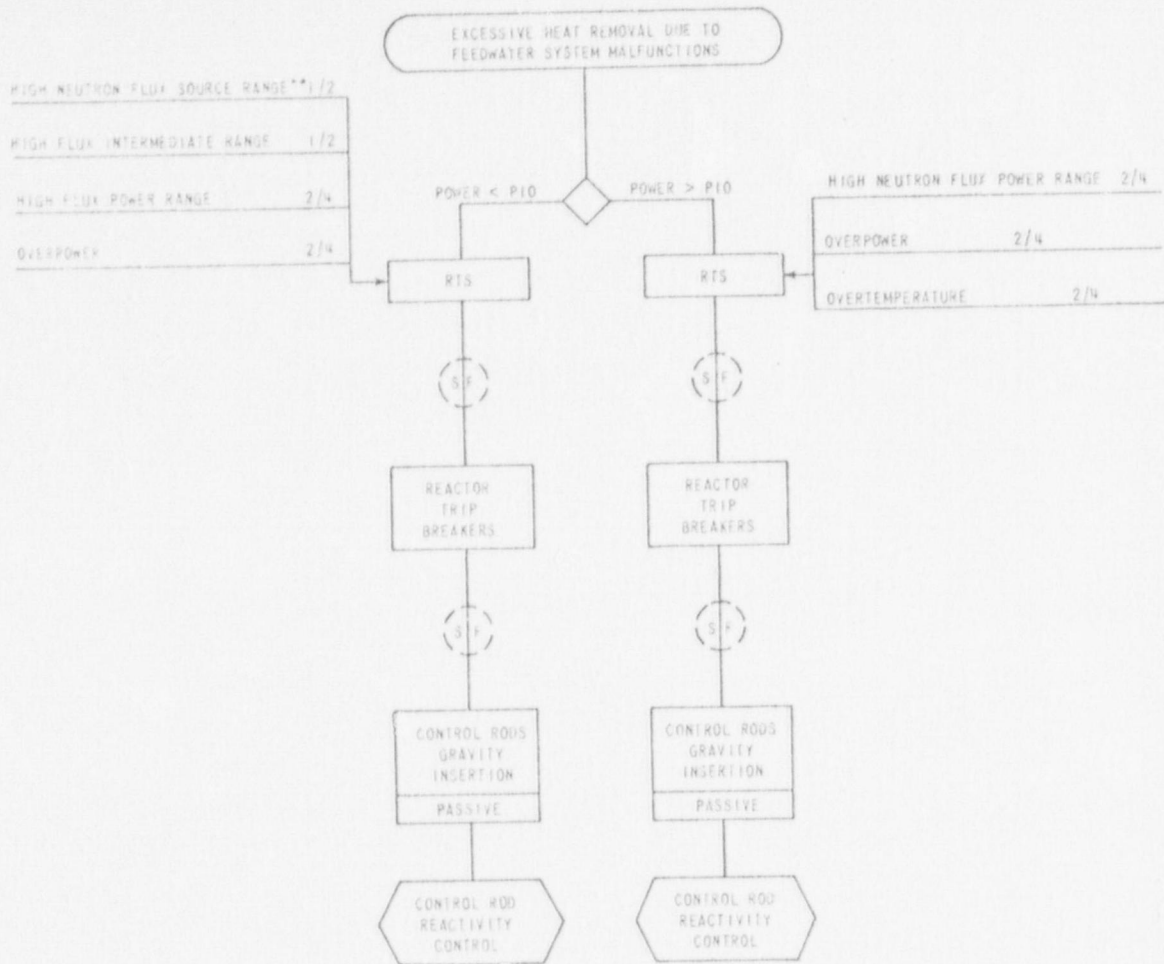 EXCESSIVE HEAT REMOVAL DUE TO
FEEDWATER SYSTEM MALFUNCTIONS
HIGH NEUTRON FLUX SOURCE RANGE** 1/2
HIGH FLUX INTERMEDIATE RANGE 1/2
HIGH FLUX POWER RANGE 2/4
OVERPOWER 2/4
POWER < P10
POWER > P10
HIGH NEUTRON FLUX POWER RANGE 2/4
OVERPOWER 2/4
OVERTEMPERATURE 2/4
RTS
RTS
S F
S F
REACTOR
TRIP
BREAKERS
REACTOR
TRIP
BREAKERS
S F
S F
CONTROL RODS
GRAVITY
INSERTION
PASSIVE
CONTROL RODS
GRAVITY
INSERTION
PASSIVE
CONTROL ROD
REACTIVITY
CONTROL
CONTROL ROD
REACTIVITY
CONTROL